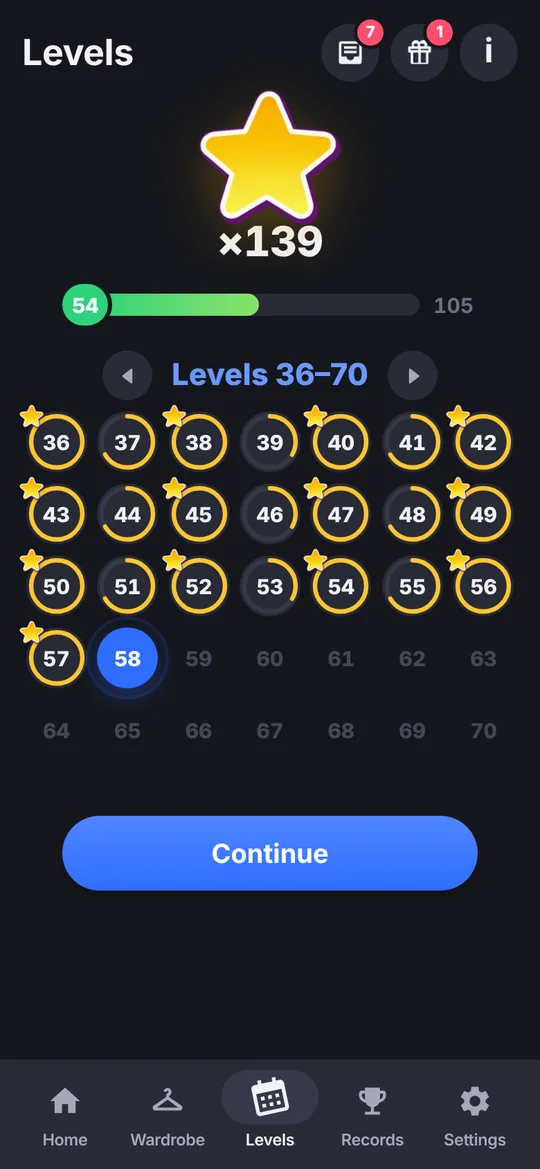 Levels
7
1
i
×139
54
105
Levels 36–70
36 37 38 39 40 41 42
43 44 45 46 47 48 49
50 51 52 53 54 55 56
57 58 59 60 61 62 63
64 65 66 67 68 69 70
Continue
Home Wardrobe Levels Records Settings